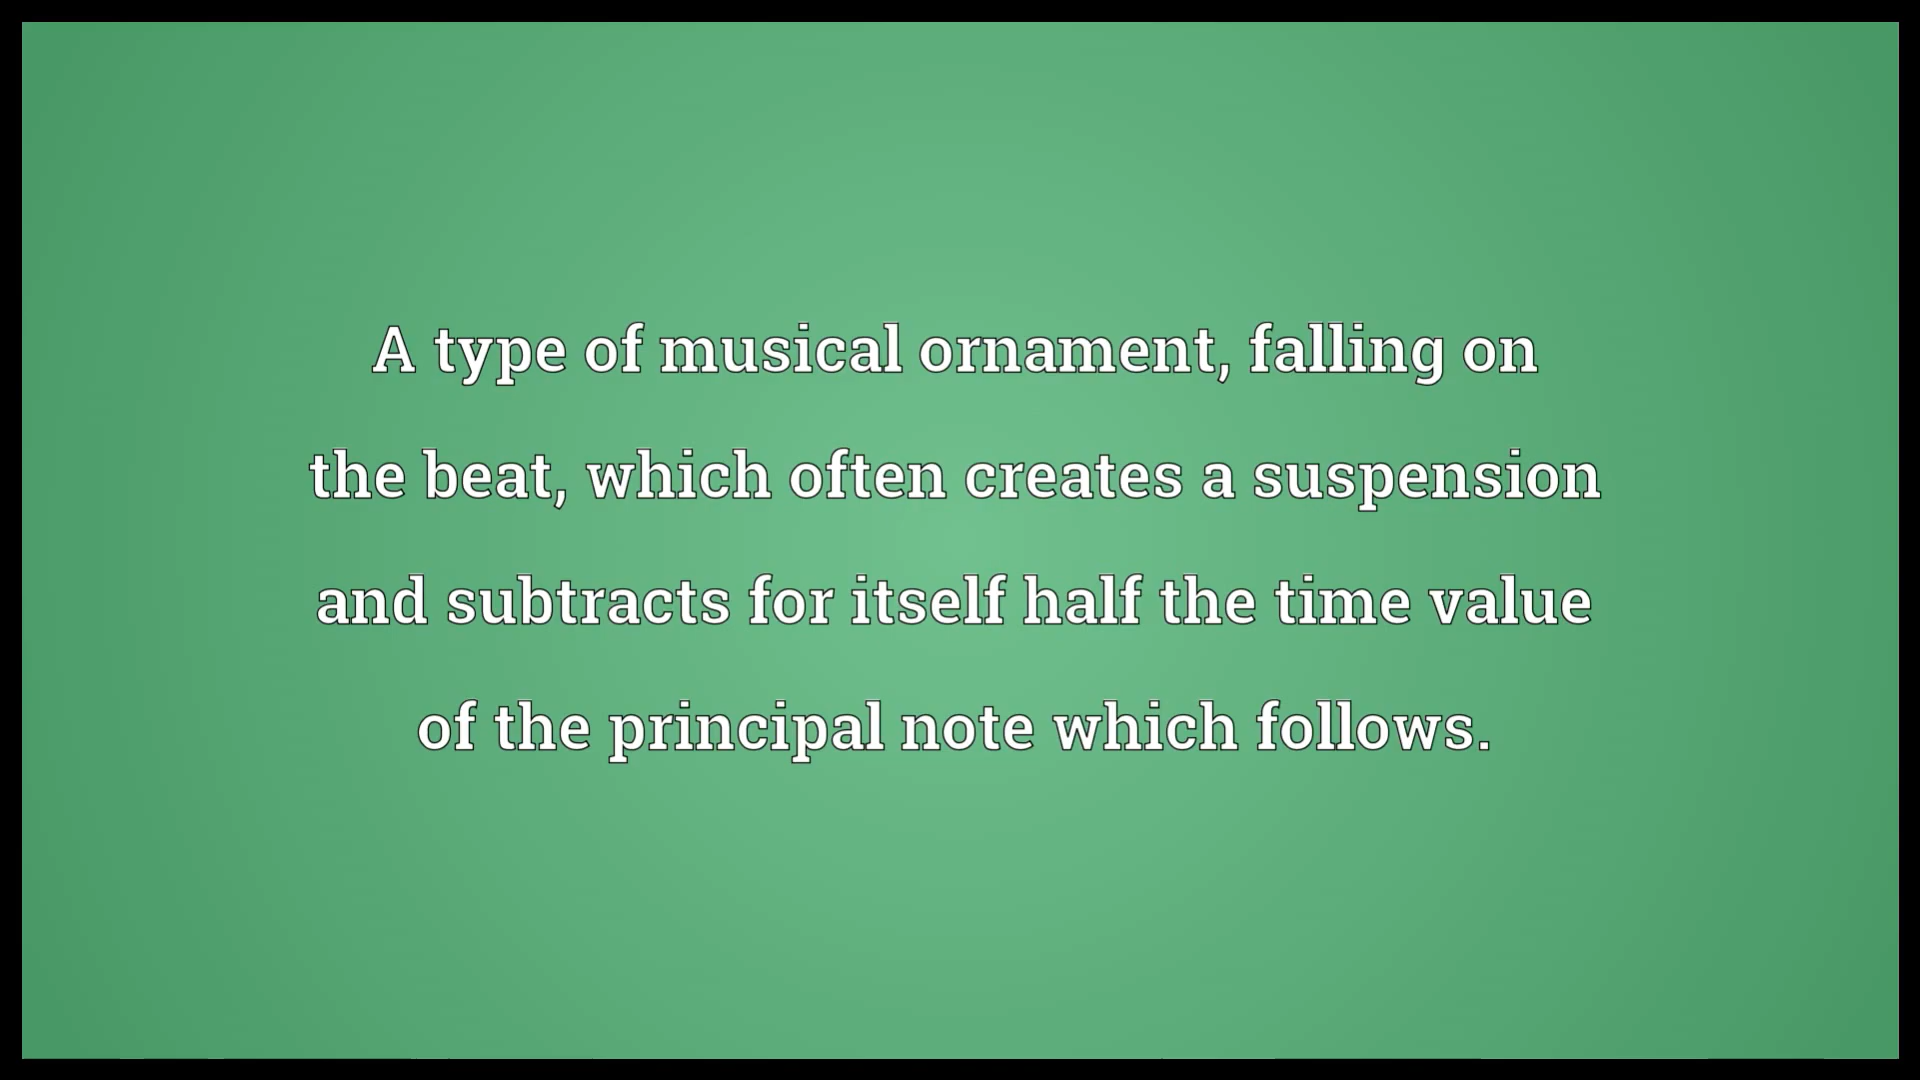 A type of musical ornament, falling on
the beat, which often creates a suspension
and subtracts for itself half the time value
of the principal note which follows.